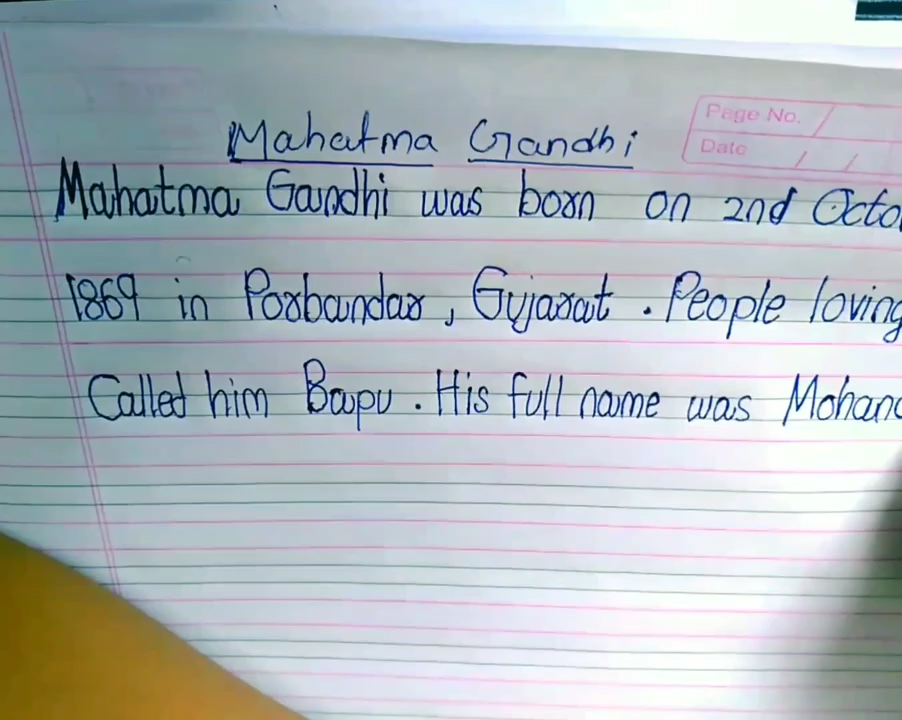 Page No.
Date / /
Mahatma Gandhi
Mahatma Gandhi was born on 2nd Octo
1869 in Porbandar, Gujarat. People loving
Called him Bapu. His full name was Mohan